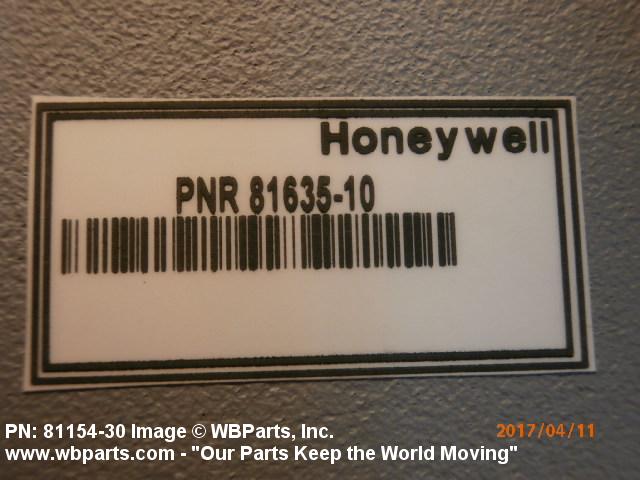 Honeywell
PNR 81635-10
PN: 81154-30 Image © WBParts, Inc.
2017/04/11
www.wbparts.com - "Our Parts Keep the World Moving"